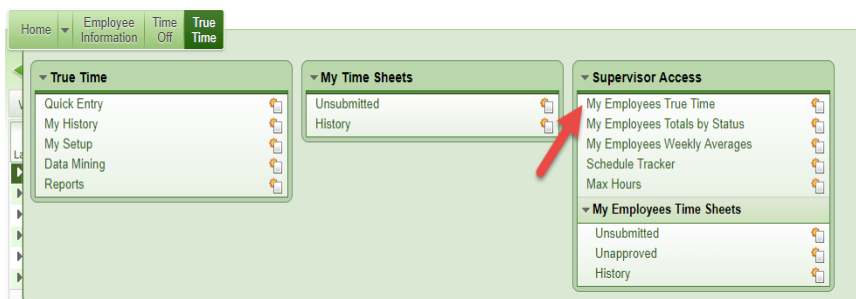 Home
Employee Information
Time Off
True Time
True Time
Quick Entry
My History
My Setup
Data Mining
Reports
My Time Sheets
Unsubmitted
History
Supervisor Access
My Employees True Time
My Employees Totals by Status
My Employees Weekly Averages
Schedule Tracker
Max Hours
My Employees Time Sheets
Unsubmitted
Unapproved
History